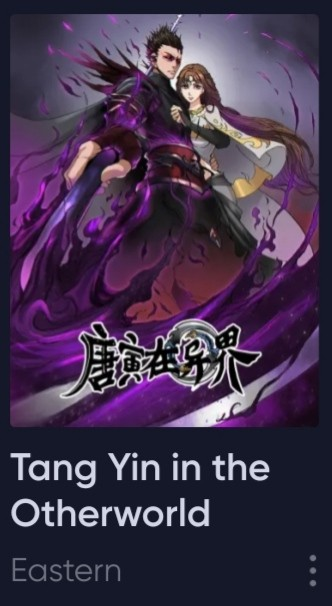 唐寅在异界
Tang Yin in the
Otherworld
Eastern